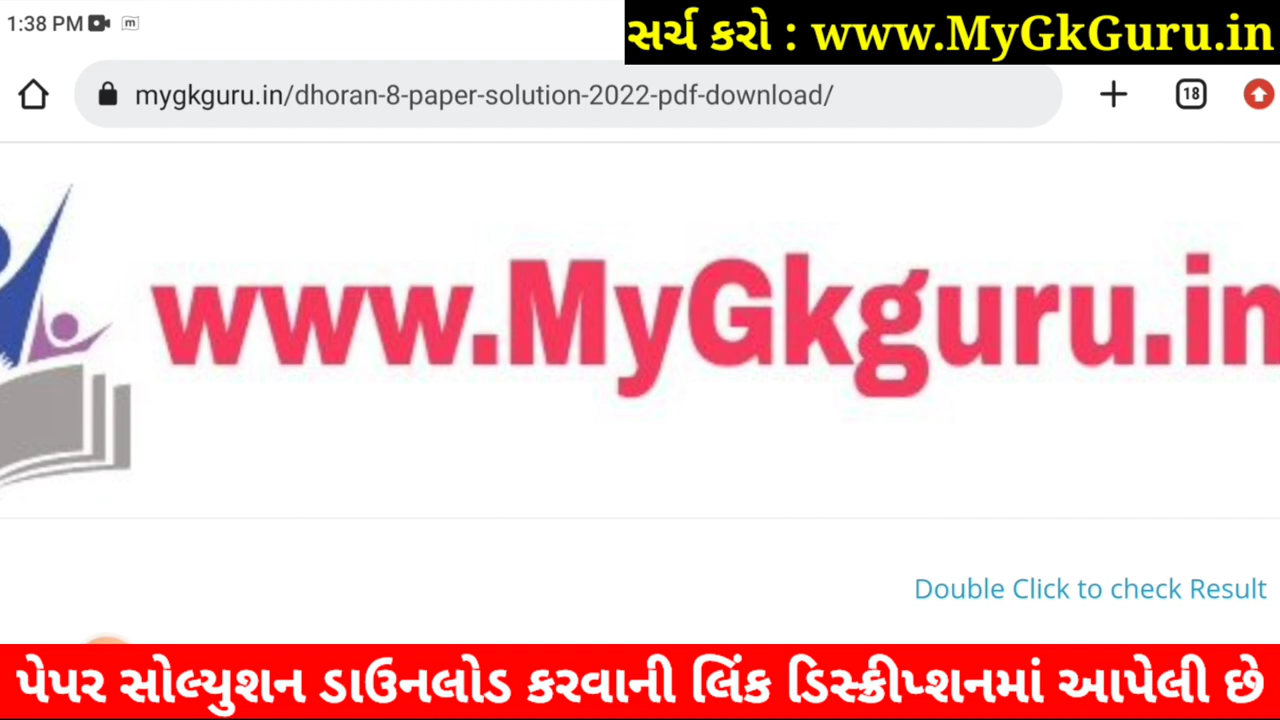 1:38 PM
સર્ચ કરો : www.MyGkGuru.in
mygkguru.in/dhoran-8-paper-solution-2022-pdf-download/
18
www.MyGkguru.in
Double Click to check Result
પેપર સોલ્યુશન ડાઉનલોડ કરવાની લિંક ડિસ્ક્રીપ્શનમાં આપેલી છે